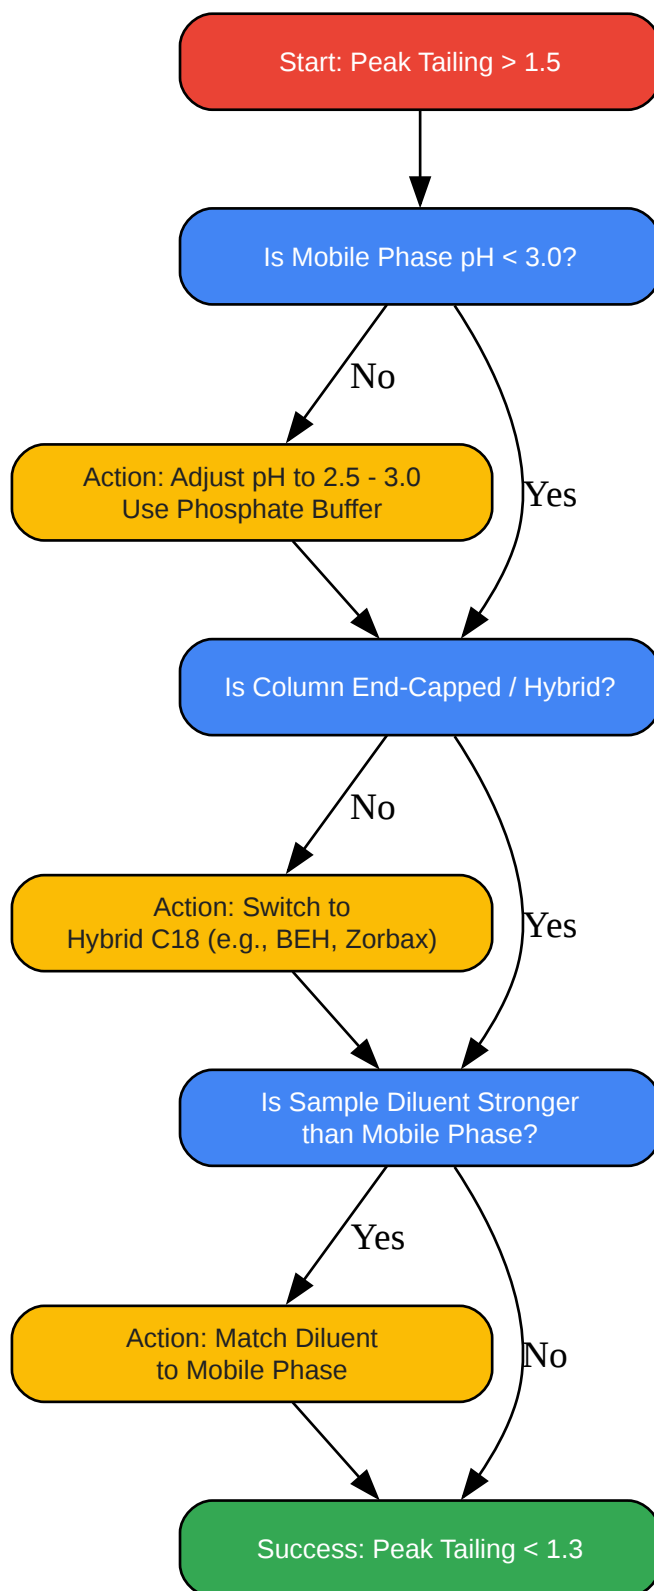 Start: Peak Tailing > 1.5
Is Mobile Phase pH < 3.0?
No
Action: Adjust pH to 2.5 - 3.0
Use Phosphate Buffer
Yes
Is Column End-Capped / Hybrid?
No
Action: Switch to
Hybrid C18 (e.g., BEH, Zorbax)
Yes
Is Sample Diluent Stronger
than Mobile Phase?
Yes
Action: Match Diluent
to Mobile Phase
No
Success: Peak Tailing < 1.3